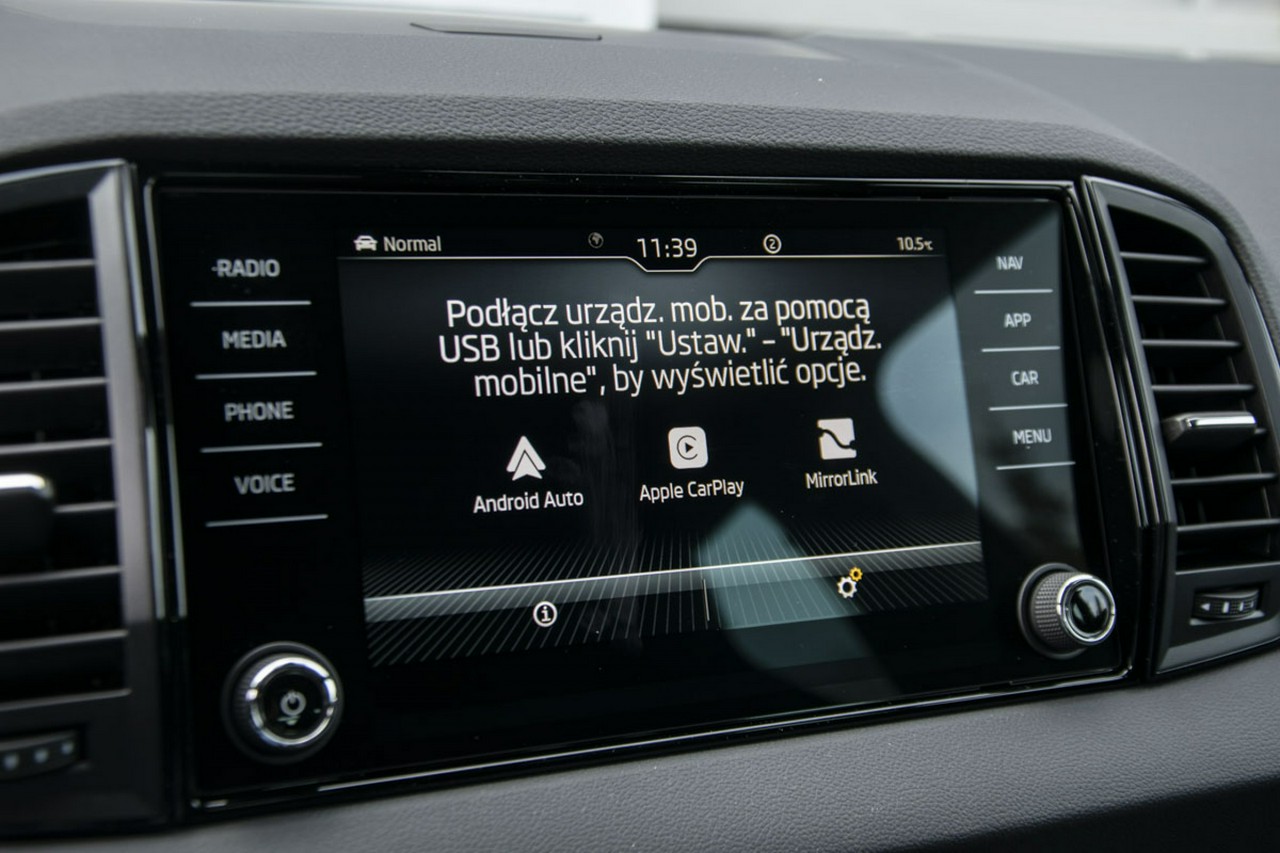 Normal
11:39
2
10.5°C
RADIO
MEDIA
PHONE
VOICE
Podłącz urządz. mob. za pomocą
USB lub kliknij "Ustaw." – "Urządz.
mobilne", by wyświetlić opcje.
Android Auto
Apple CarPlay
MirrorLink
NAV
APP
CAR
MENU